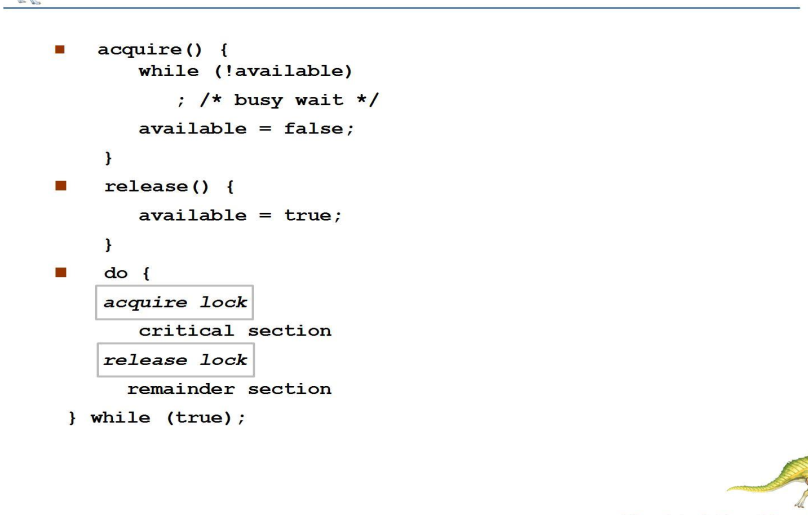 acquire() {
while (!available)
; /* busy wait */
available = false;
}
release() {
available = true;
}
do {
acquire lock
critical section
release lock
remainder section
} while (true);